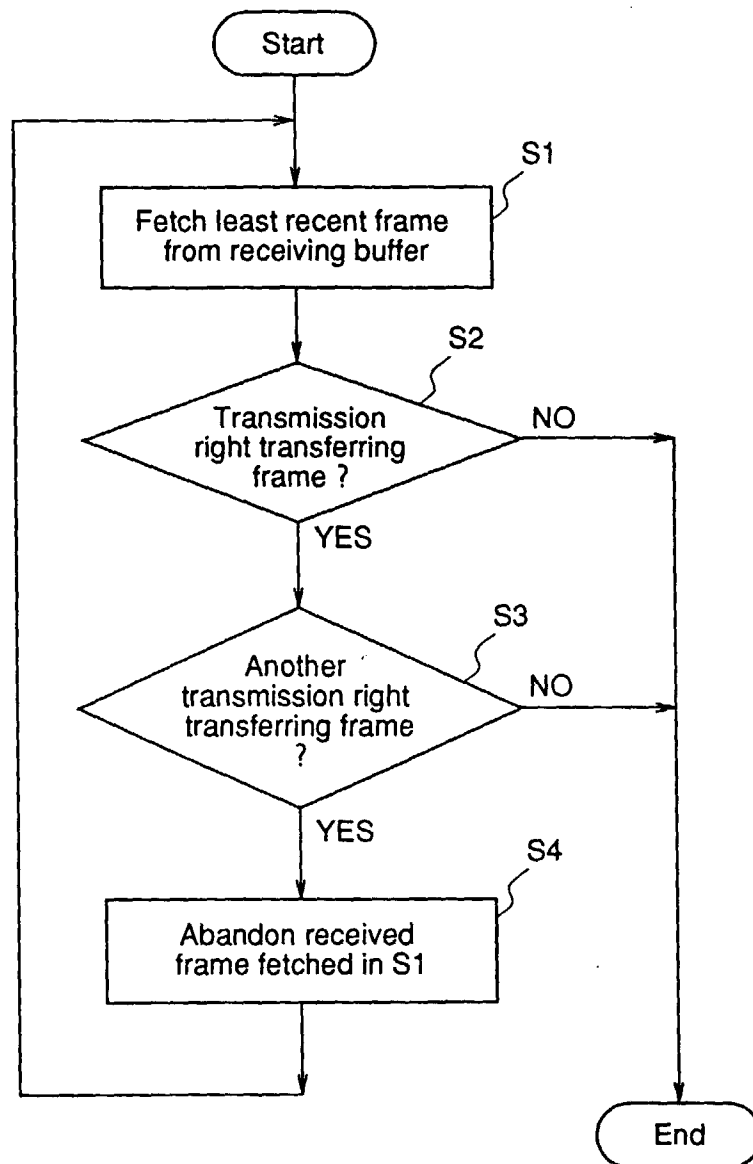 Start
S1
Fetch least recent frame
from receiving buffer
S2
Transmission
right transferring
frame ?
NO
YES
S3
Another
transmission right
transferring frame
?
NO
YES
S4
Abandon received
frame fetched in S1
End